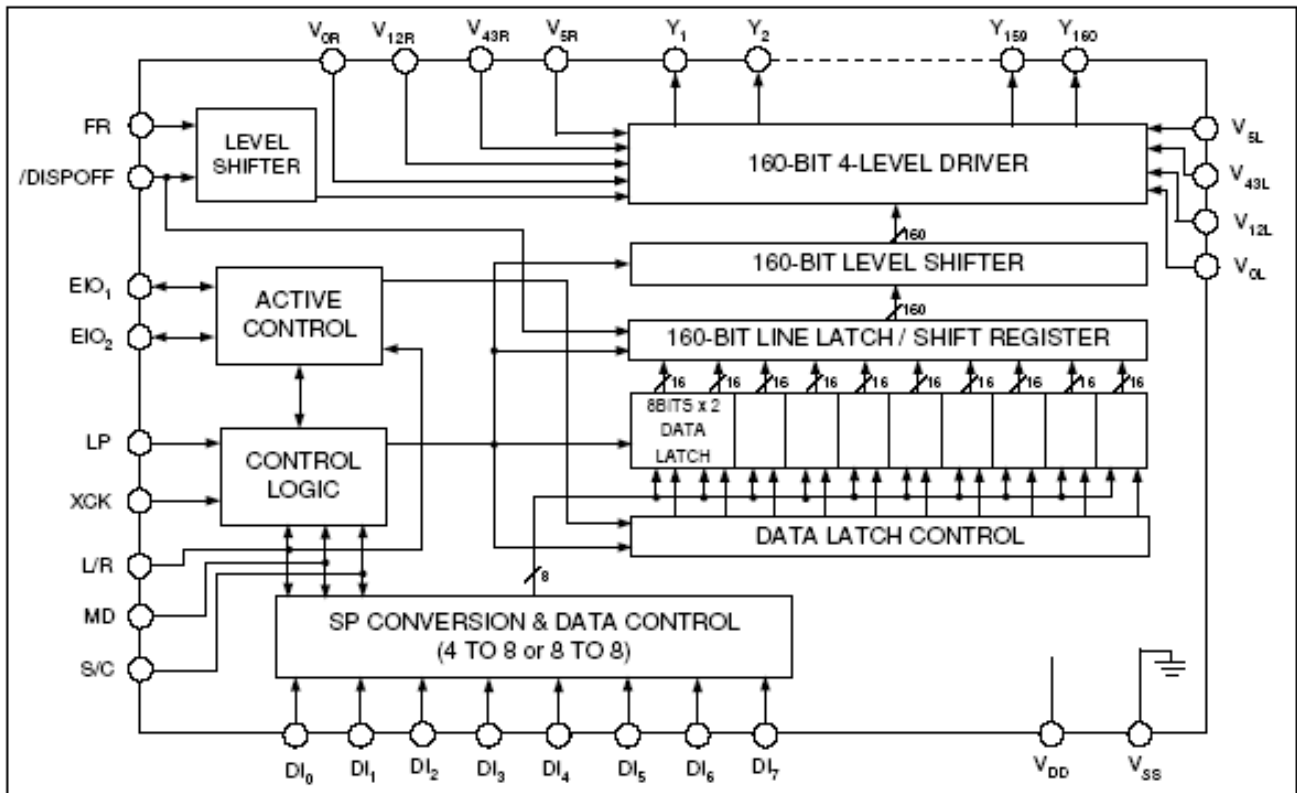 V0R V12R V43R V5R Y1 Y2 Y159 Y160
FR
LEVEL
SHIFTER
/DISPOFF
160-BIT 4-LEVEL DRIVER
V5L
V43L
V12L
V0L
160
160-BIT LEVEL SHIFTER
160
EIO1
EIO2
ACTIVE
CONTROL
160-BIT LINE LATCH / SHIFT REGISTER
16 16 16 16 16 16 16 16 16 16
8BITS x 2
DATA
LATCH
LP
XCK
CONTROL
LOGIC
DATA LATCH CONTROL
L/R
MD
S/C
8
SP CONVERSION & DATA CONTROL
(4 TO 8 or 8 TO 8)
DI0 DI1 DI2 DI3 DI4 DI5 DI6 DI7 VDD VSS